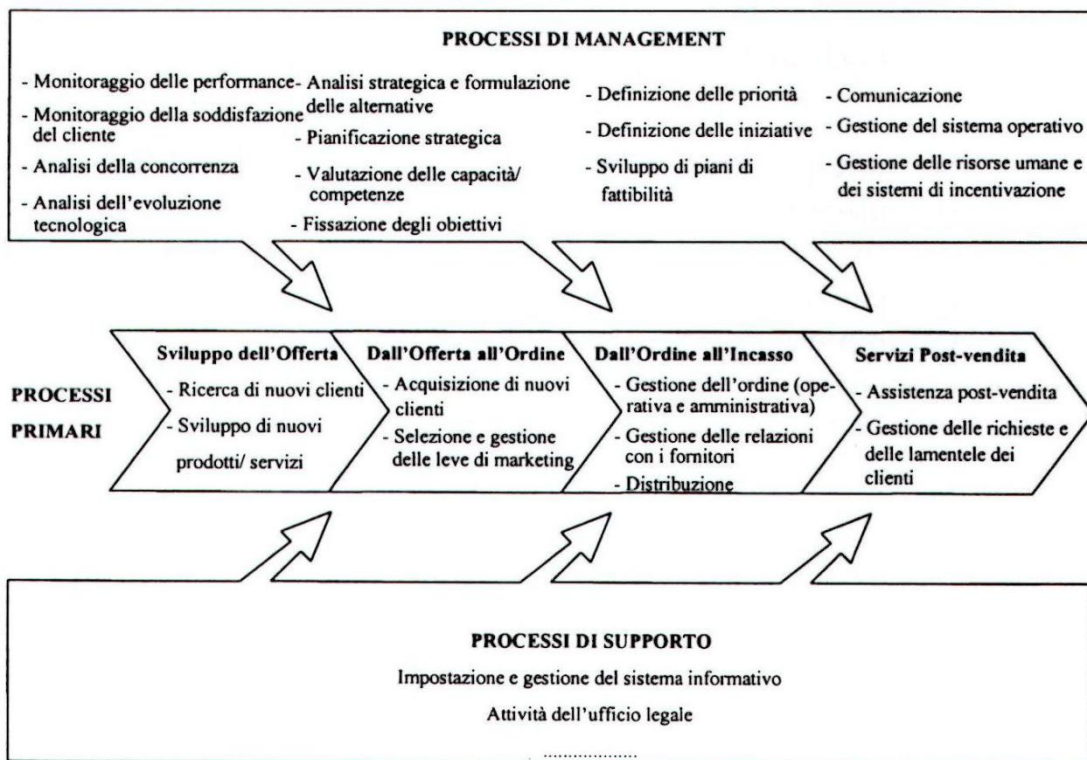 PROCESSI DI MANAGEMENT
- Monitoraggio delle performance
- Monitoraggio della soddisfazione
del cliente
- Analisi della concorrenza
- Analisi dell'evoluzione
tecnologica
- Analisi strategica e formulazione
delle alternative
- Pianificazione strategica
- Valutazione delle capacità/
competenze
- Fissazione degli obiettivi
- Definizione delle priorità
- Definizione delle iniziative
- Sviluppo di piani di
fattibilità
- Comunicazione
- Gestione del sistema operativo
- Gestione delle risorse umane e
dei sistemi di incentivazione
PROCESSI
PRIMARI
Sviluppo dell'Offerta
- Ricerca di nuovi clienti
- Sviluppo di nuovi
prodotti/ servizi
Dall'Offerta all'Ordine
- Acquisizione di nuovi
clienti
- Selezione e gestione
delle leve di marketing
Dall'Ordine all'Incasso
- Gestione dell'ordine (ope-
rativa e amministrativa)
- Gestione delle relazioni
con i fornitori
- Distribuzione
Servizi Post-vendita
- Assistenza post-vendita
- Gestione delle richieste e
delle lamentele dei
clienti
PROCESSI DI SUPPORTO
Impostazione e gestione del sistema informativo
Attività dell'ufficio legale
...................